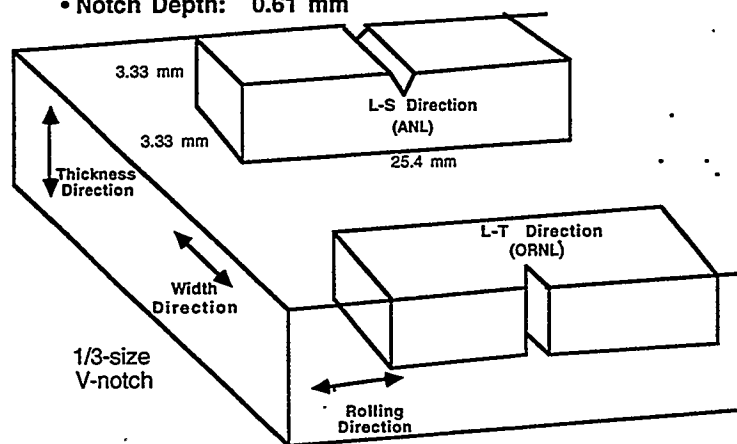 • Notch Depth: 0.61 mm
3.33 mm
L-S Direction
(ANL)
3.33 mm
25.4 mm
Thickness
Direction
L-T Direction
(ORNL)
Width
Direction
1/3-size
V-notch
Rolling
Direction